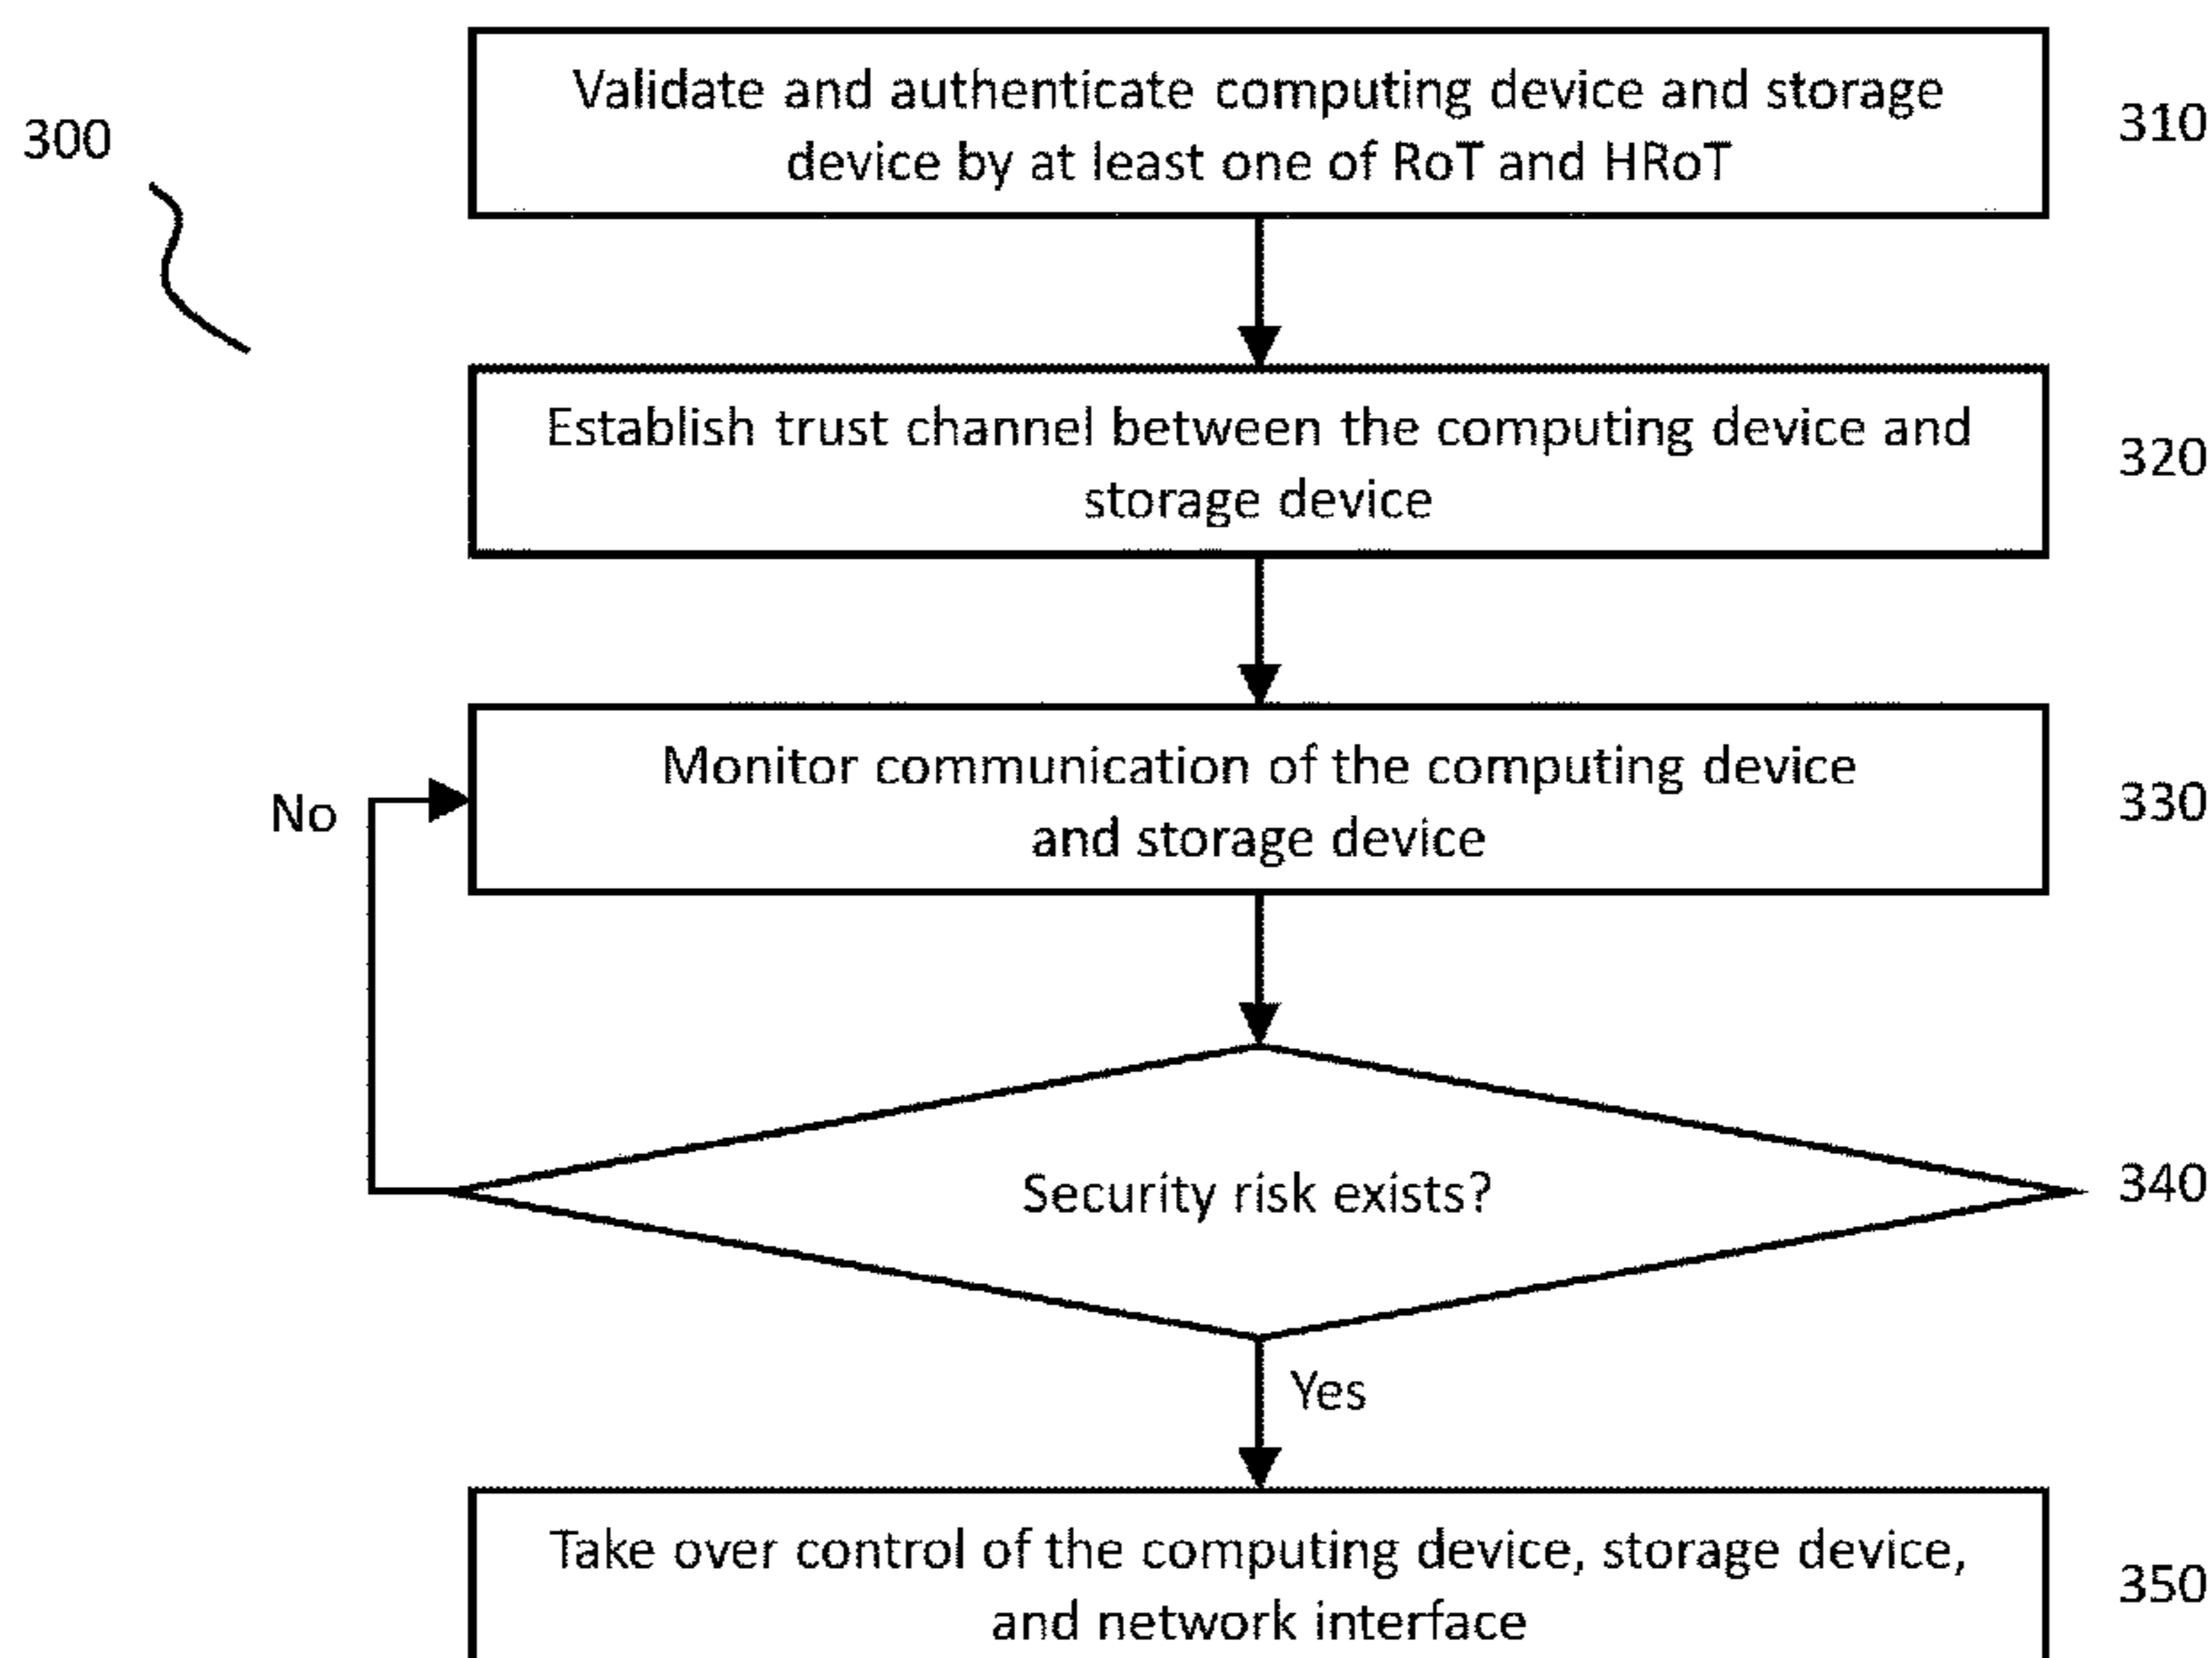 Validate and authenticate computing device and storage
device by at least one of RoT and HRoT
310
300
Establish trust channel between the computing device and
storage device
320
Monitor communication of the computing device
and storage device
330
No
Security risk exists?
340
Yes
Take over control of the computing device, storage device,
and network interface
350